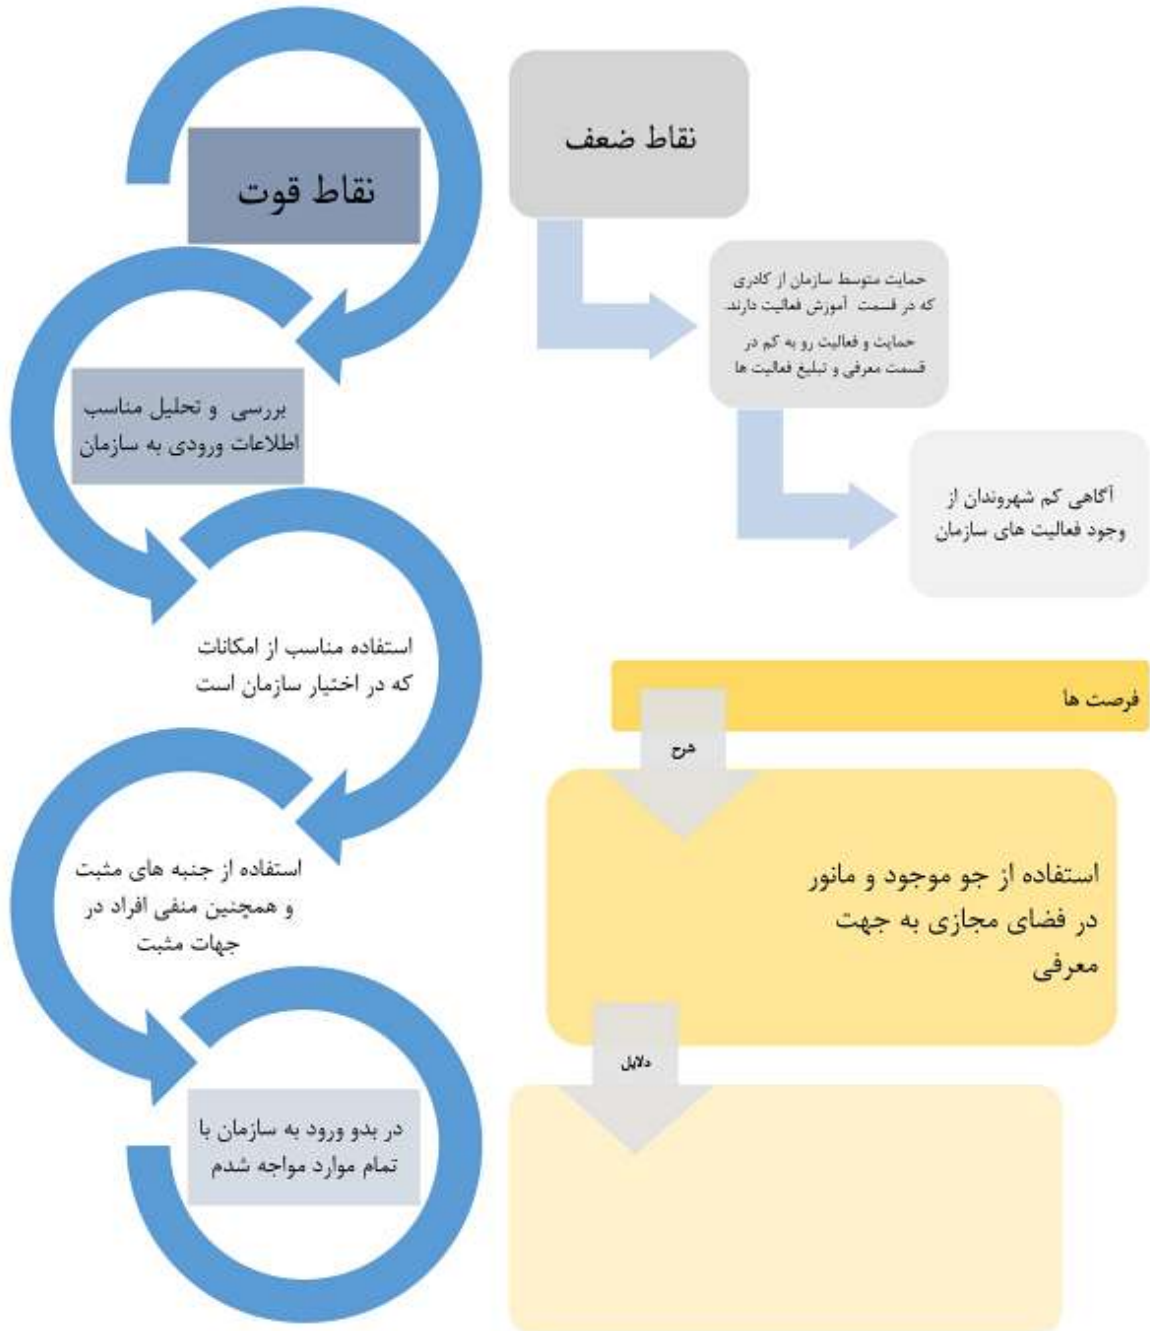 نقاط قوت
بررسی و تحلیل مناسب
اطلاعات ورودی به سازمان
استفاده مناسب از امکانات
که در اختیار سازمان است
استفاده از جنبه های مثبت
و همچنین منفی افراد در
جهات مثبت
در بدو ورود به سازمان با
تمام موارد مواجه شدم
نقاط ضعف
حمایت متوسط سازمان از کادری
که در قسمت آموزش فعالیت دارند.
حمایت و فعالیت رو به کم در
قسمت معرفی و تبلیغ فعالیت ها
آگاهی کم شهروندان از
وجود فعالیت های سازمان
فرصت ها
شرح
استفاده از جو موجود و مانور
در فضای مجازی به جهت
معرفی
دلایل